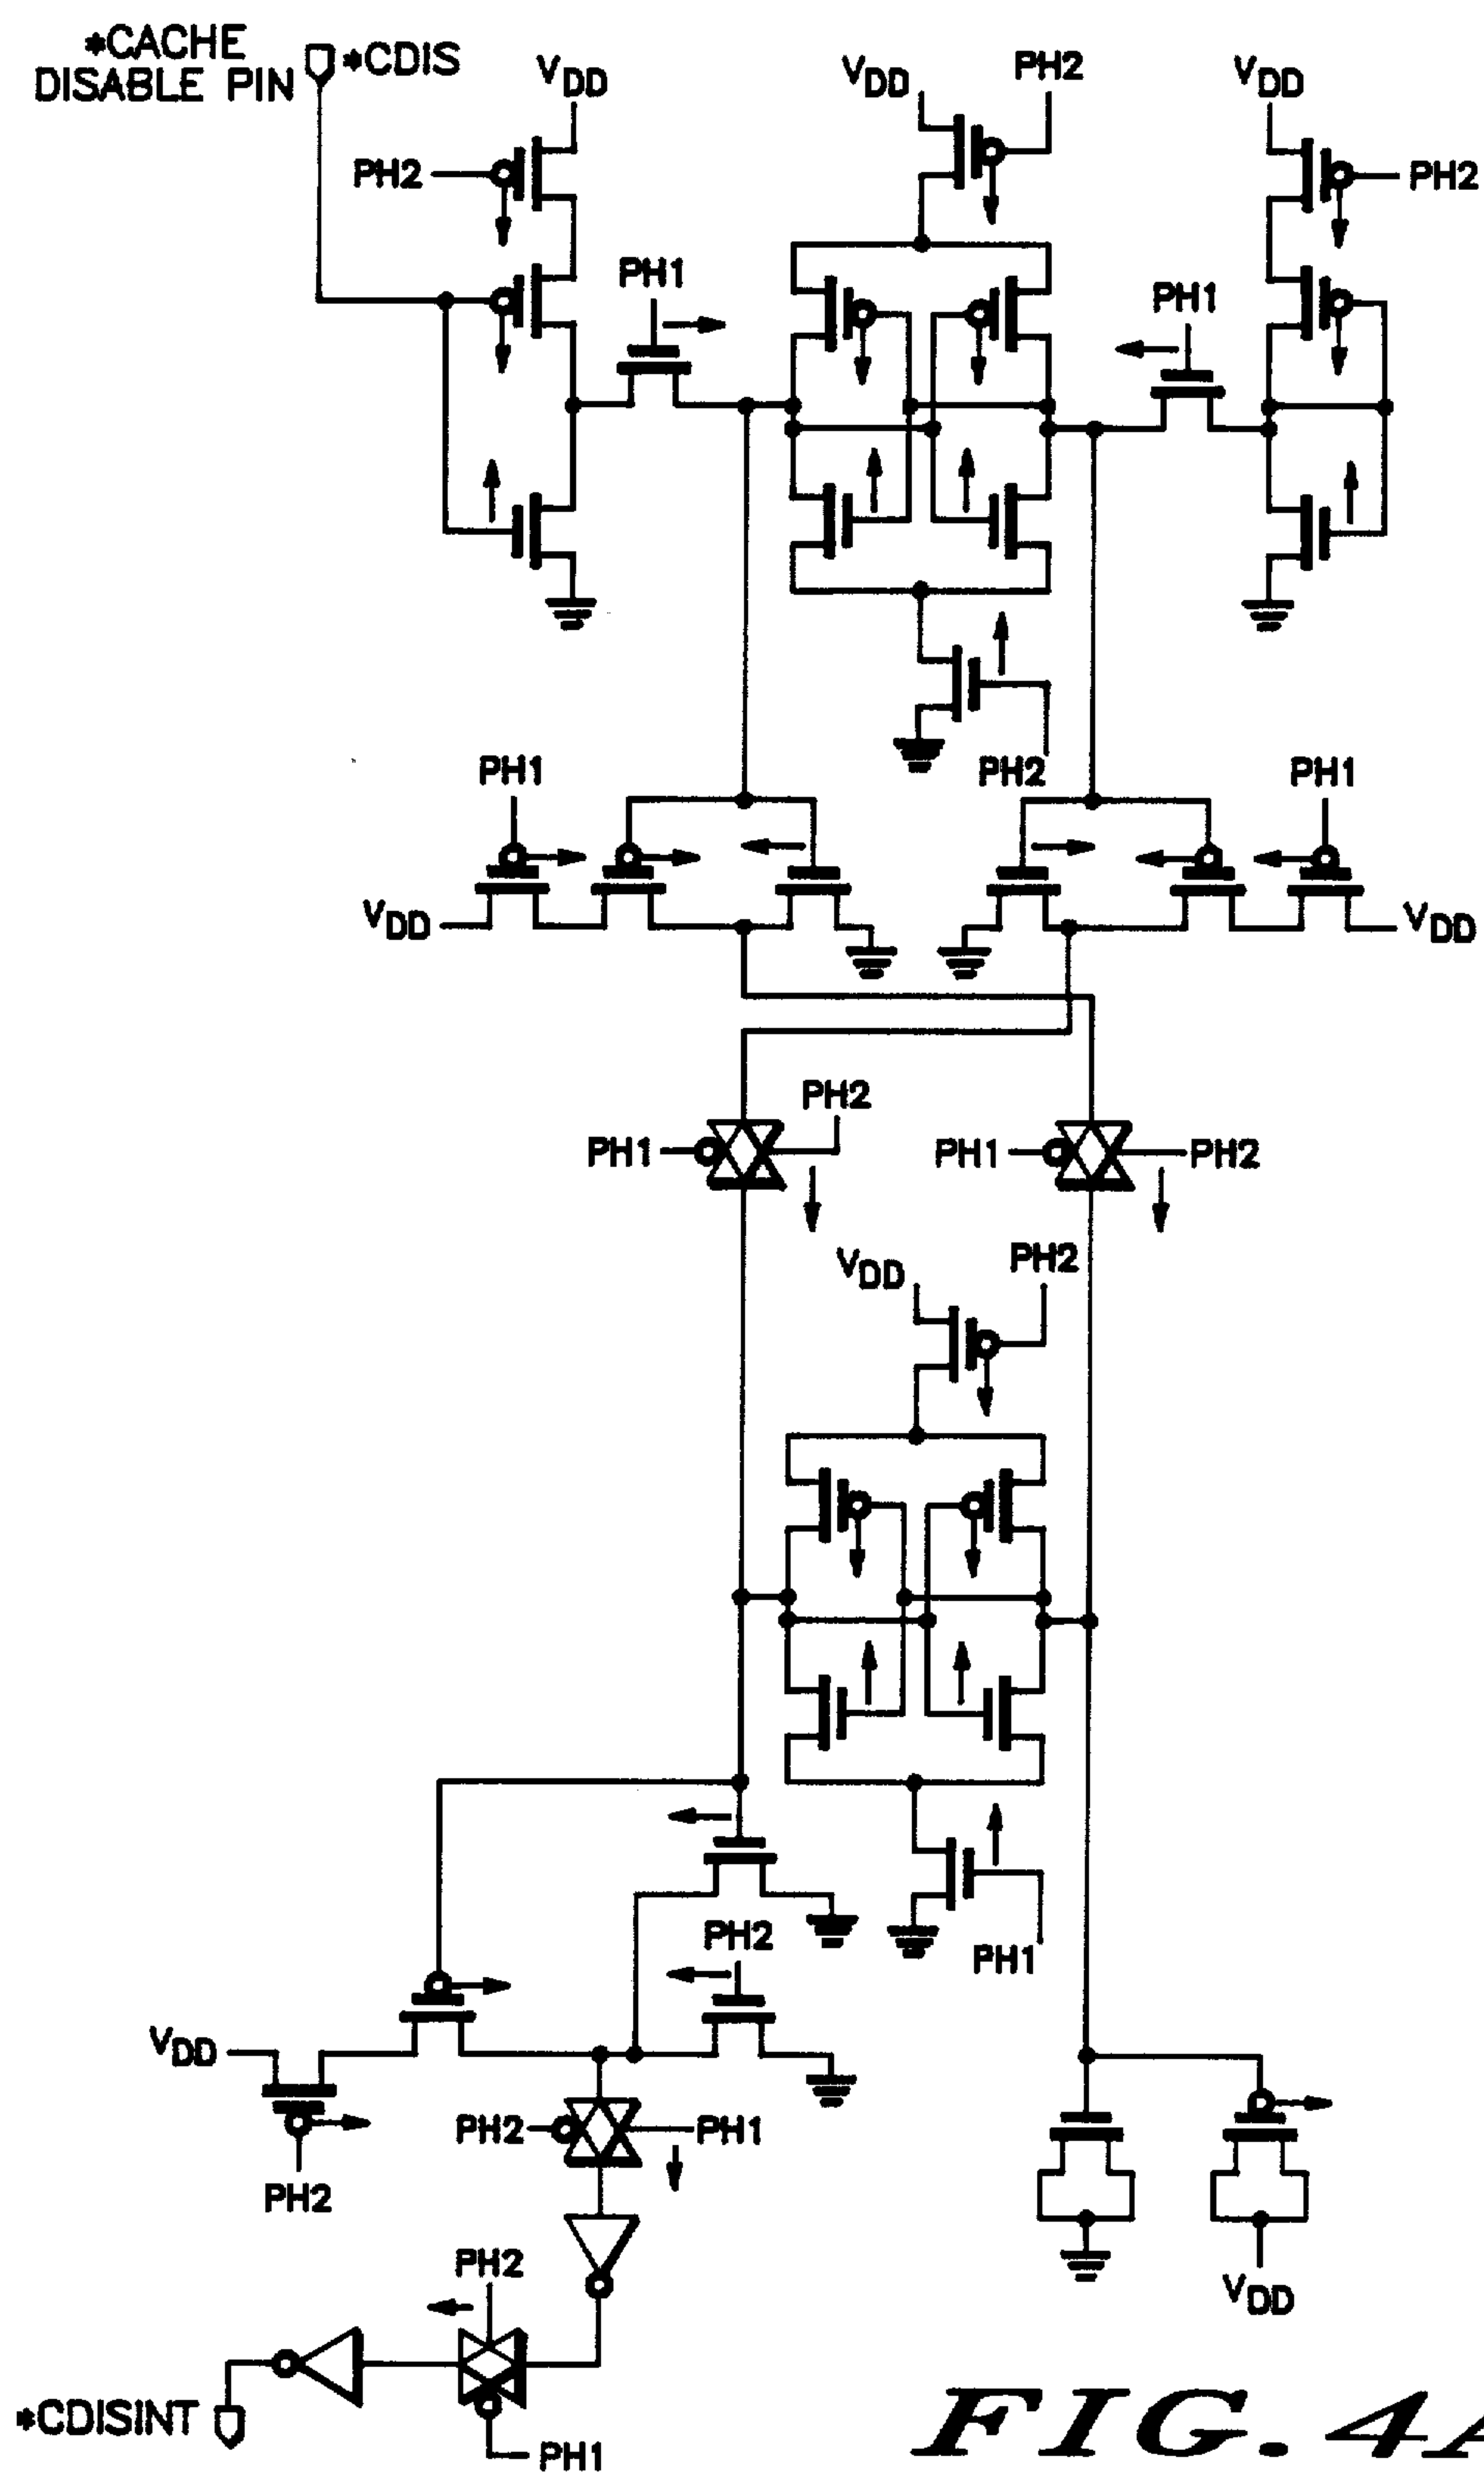 *CACHE
DISABLE PIN
*CDIS
VDD
VDD
PH2
VDD
PH2
PH2
PH1
PH1
PH2
PH1
PH1
VDD
VDD
PH2
PH1
PH1
PH2
VDD
PH2
PH2
PH1
VDD
PH2
PH1
PH2
PH2
VDD
*CDISINT
PH1
FIG. 4A